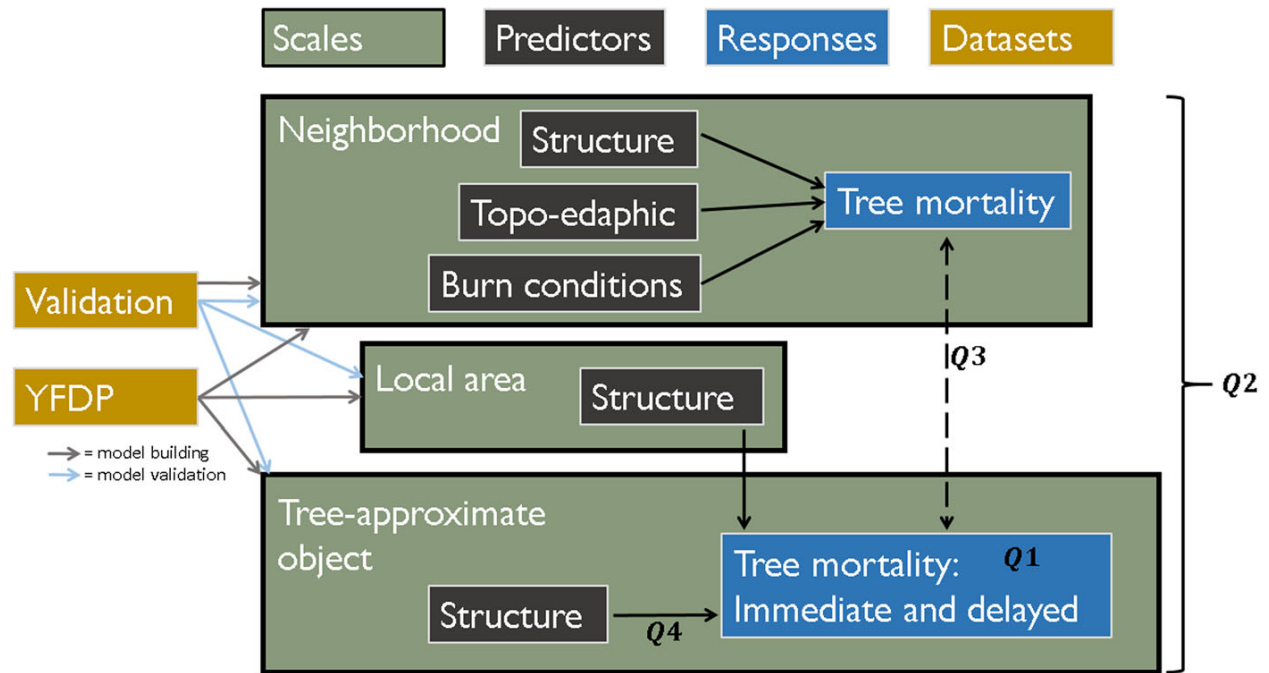 Scales
Predictors
Responses
Datasets
Neighborhood
Structure
Topo-edaphic
Burn conditions
Tree mortality
Validation
YFDP
= model building
= model validation
Local area
Structure
Q3
Q2
Tree-approximate
object
Structure
Q4
Q1
Tree mortality:
Immediate and delayed